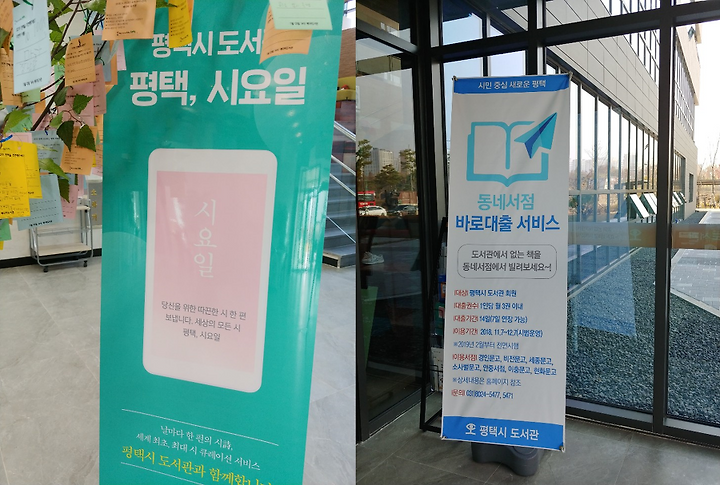 평택시 도서
평택, 시요일
시요일
당신을 위한 따끈한 시 한 편
보냅니다. 세상의 모든 시
평택, 시요일
날마다 한 편의 시詩,
세계 최초, 최대 시 큐레이션 서비스
평택시 도서관과 함께합니다
시민 중심 새로운 평택
동네서점
바로대출 서비스
도서관에서 없는 책을
동네서점에서 빌려보세요~!
|대상| 평택시 도서관 회원
|대출권수| 1인당 월 3권 이내
|대출기간| 14일(7일 연장 가능)
|이용기간| 2018. 11.7~12.7(시범운영)
※2019년 2월부터 전면시행
|이용서점| 경인문고, 비전문고, 세종문고,
소사벌문고, 안중서점, 이충문고, 한화문고
※상세내용은 홈페이지 참조
|문의| 031)8024-5477, 5471
평택시 도서관